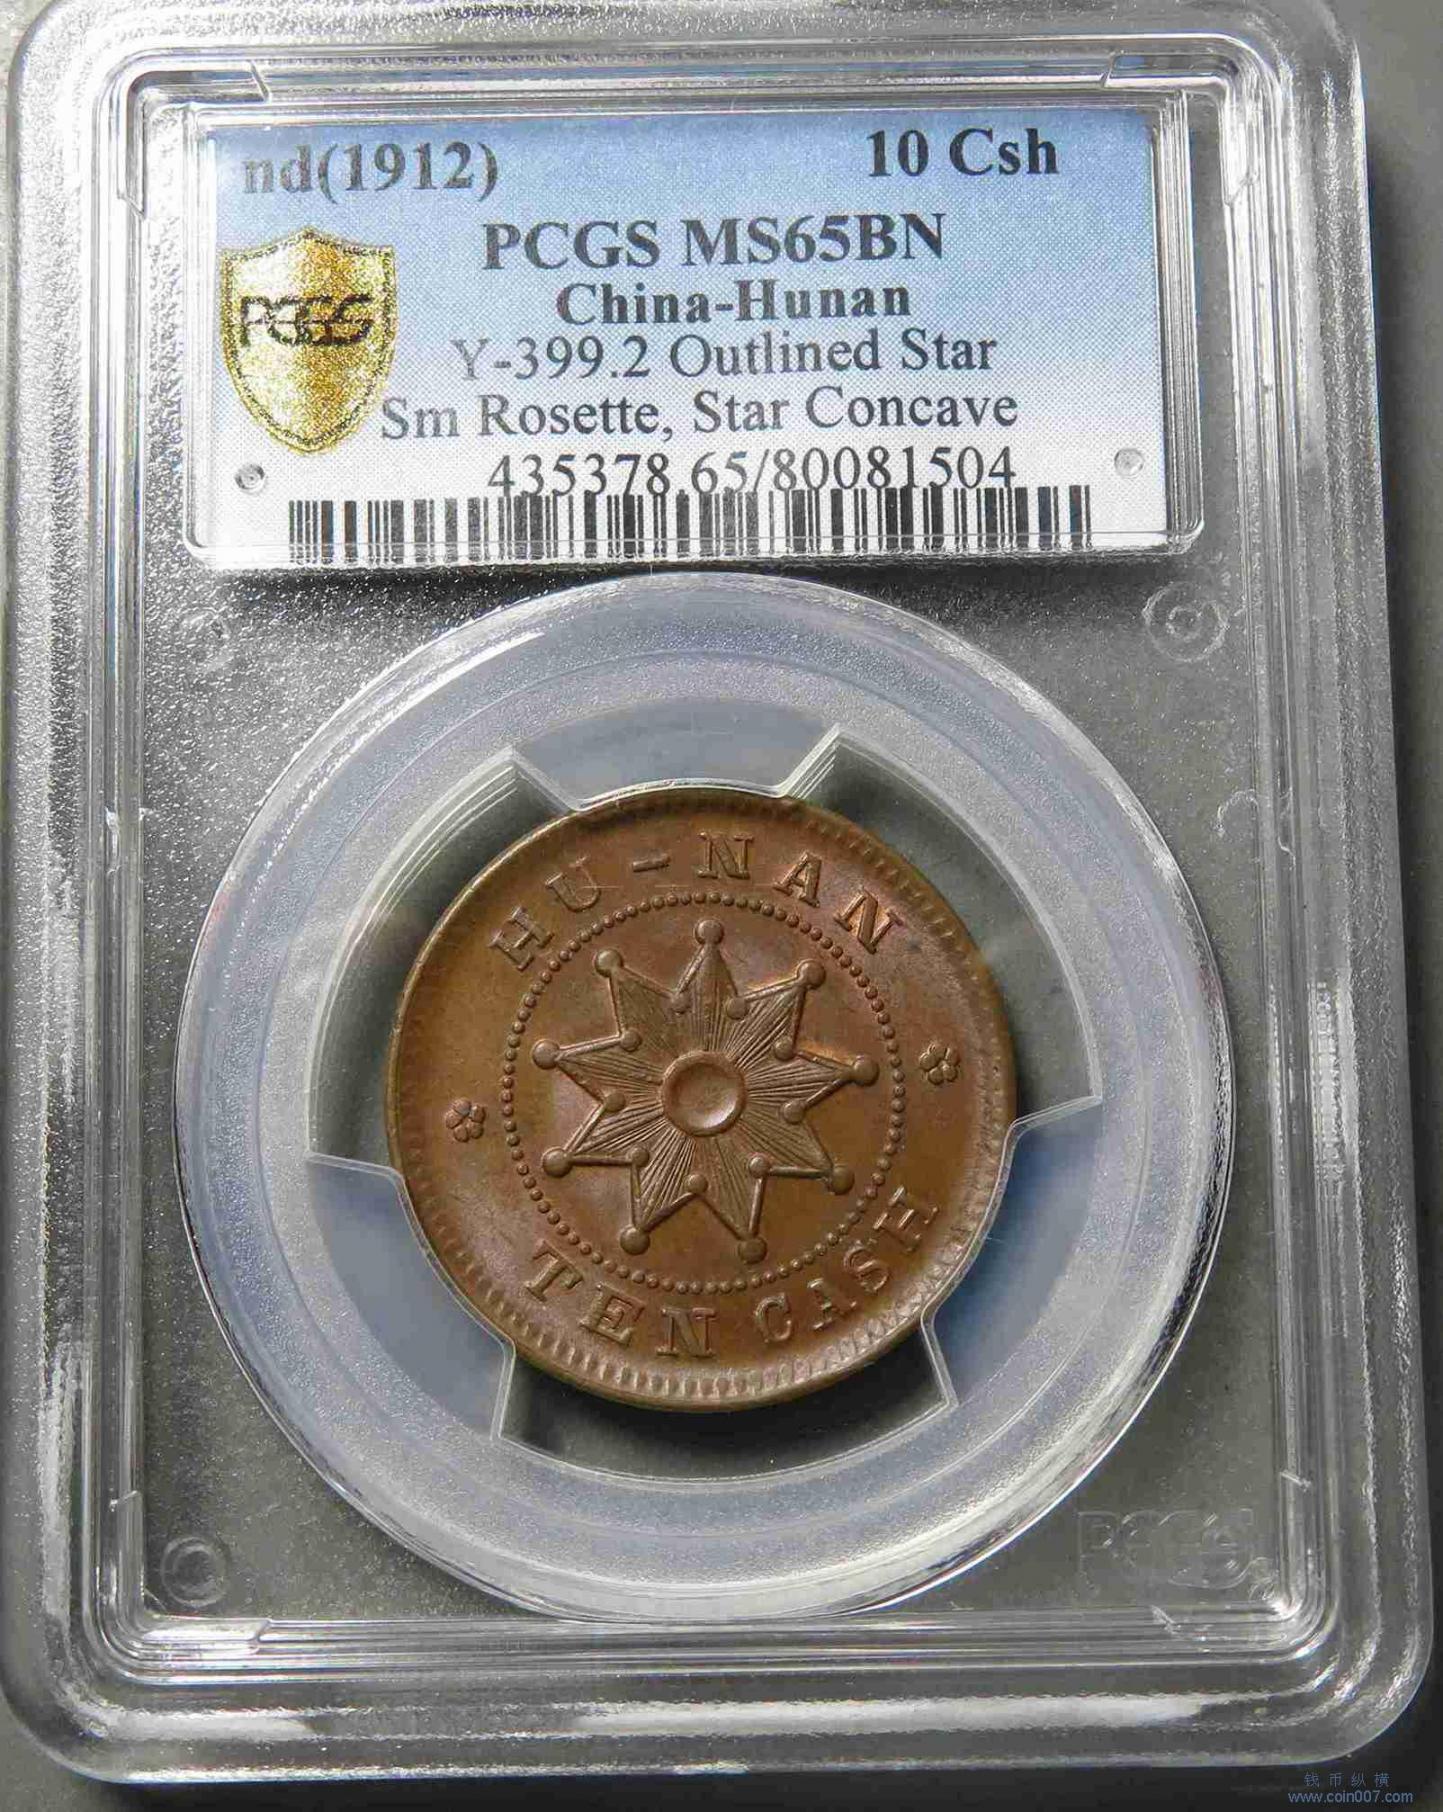 nd(1912) 10 Csh
PCGS MS65BN
China-Hunan
PCGS
Y-399.2 Outlined Star
Sm Rosette, Star Concave
435378.65/80081504
HU-NAN
TEN CASH
PCGS
钱币纵横
www.coin007.com